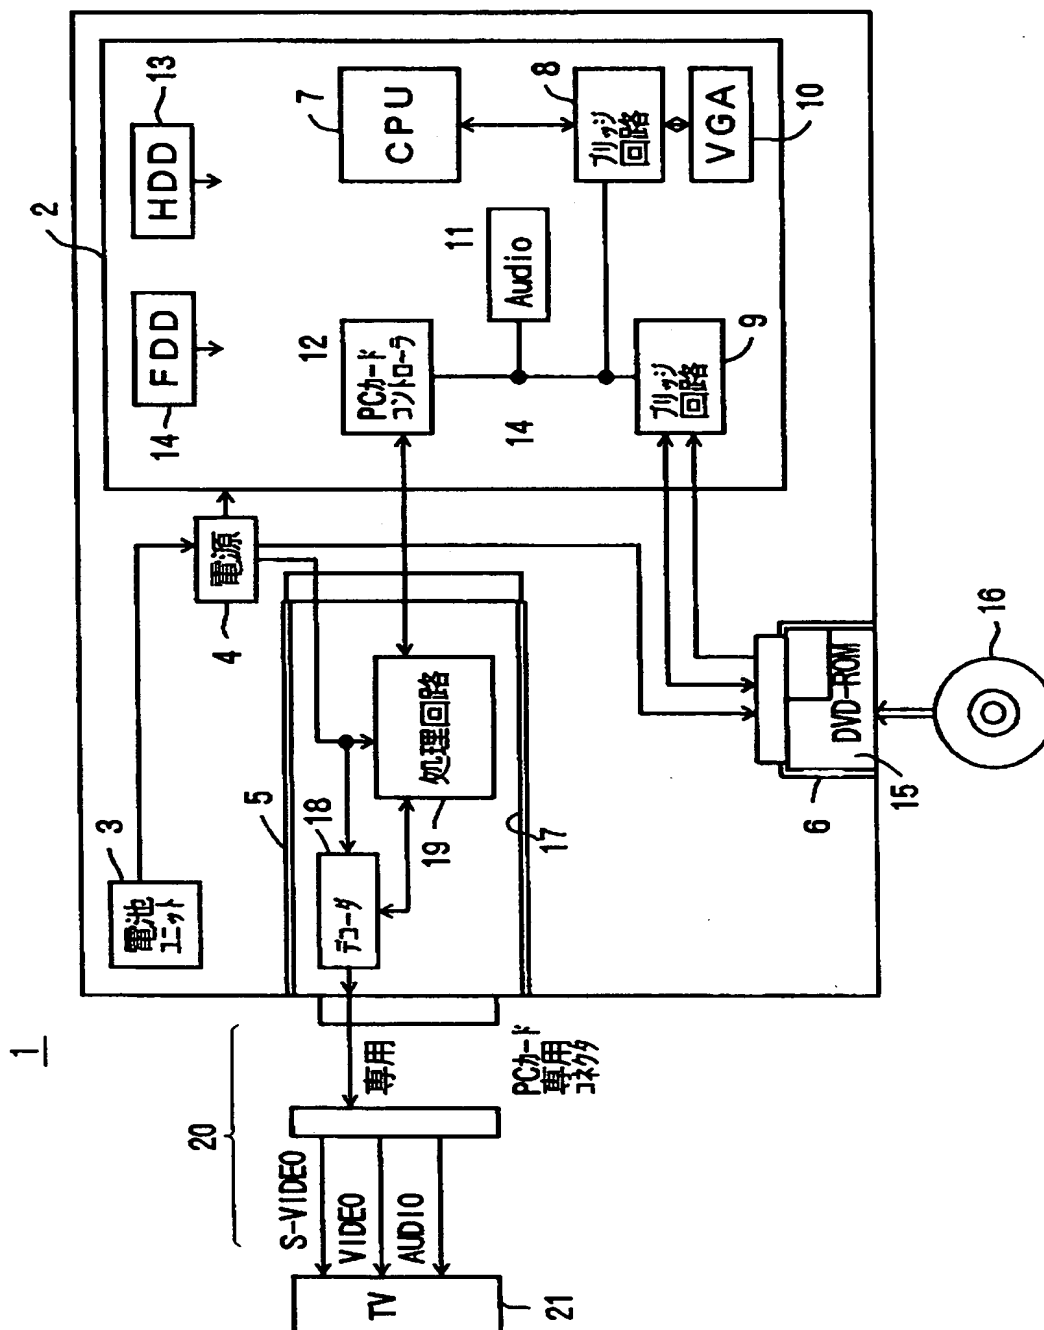 1
2
3
電池
ユニット
4
電源
14
FDD
HDD
13
20
S-VIDEO
VIDEO
AUDIO
TV
21
専用
PCカード
専用
コネクタ
5
18
デコーダ
19
処理回路
17
12
PCカード
コントローラ
7
CPU
11
Audio
14
8
ブリッジ
回路
9
ブリッジ
回路
VGA
10
6
15
DVD-ROM
16